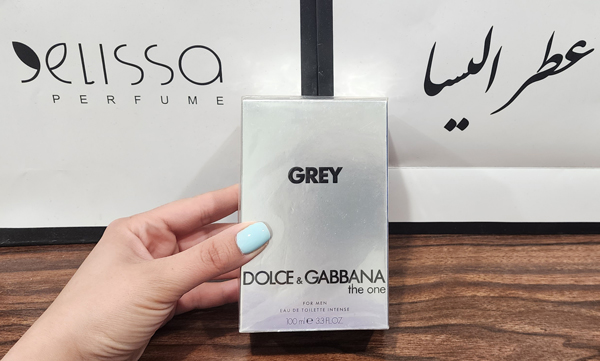 elissa
PERFUME
عطر الیسا
GREY
DOLCE & GABBANA
the one
FOR MEN
EAU DE TOILETTE INTENSE
100 ml ℮ 3.3 FL.OZ.